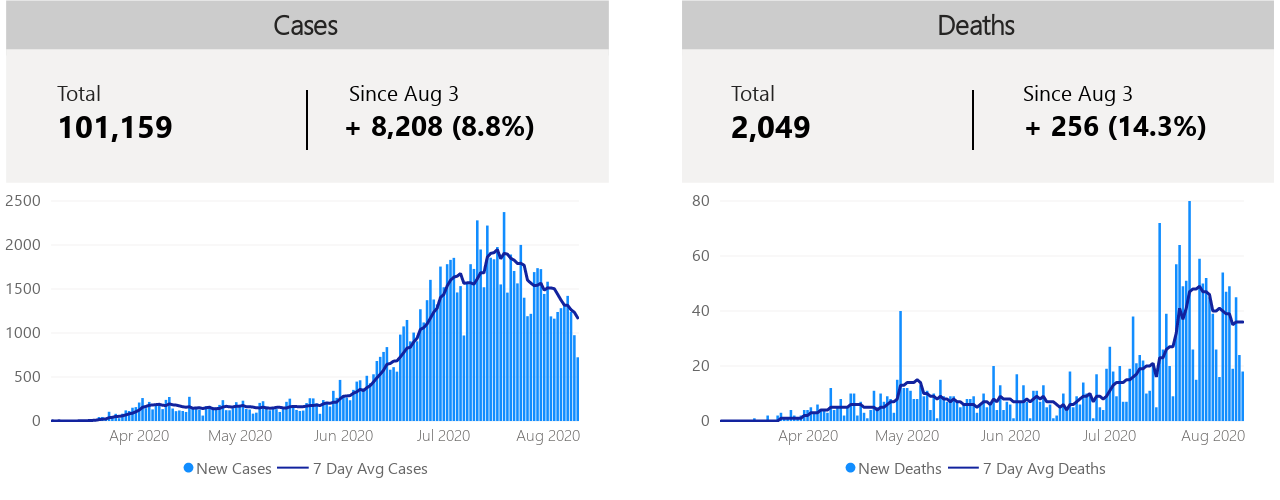 Cases
Total
101,159
Since Aug 3
+ 8,208 (8.8%)
2500
2000
1500
1000
500
0
Apr 2020 May 2020 Jun 2020 Jul 2020 Aug 2020
New Cases 7 Day Avg Cases
Deaths
Total
2,049
Since Aug 3
+ 256 (14.3%)
80
60
40
20
0
Apr 2020 May 2020 Jun 2020 Jul 2020 Aug 2020
New Deaths 7 Day Avg Deaths